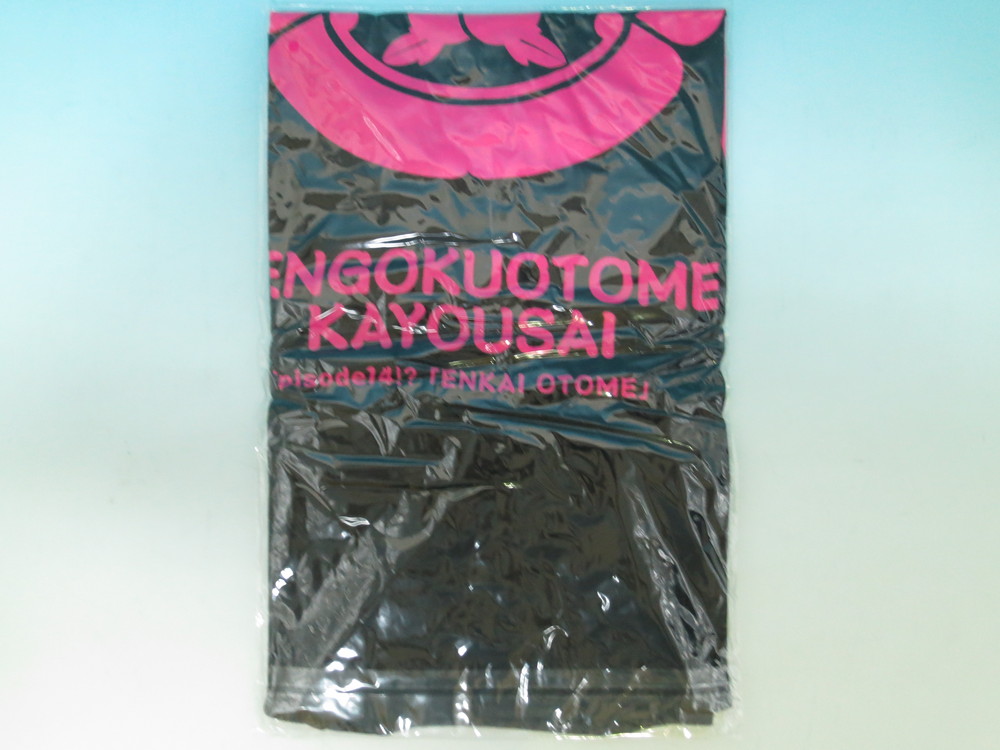 ENGOKUOTOME
KAYOUSAI
pisode14!? 「ENKAI OTOME」